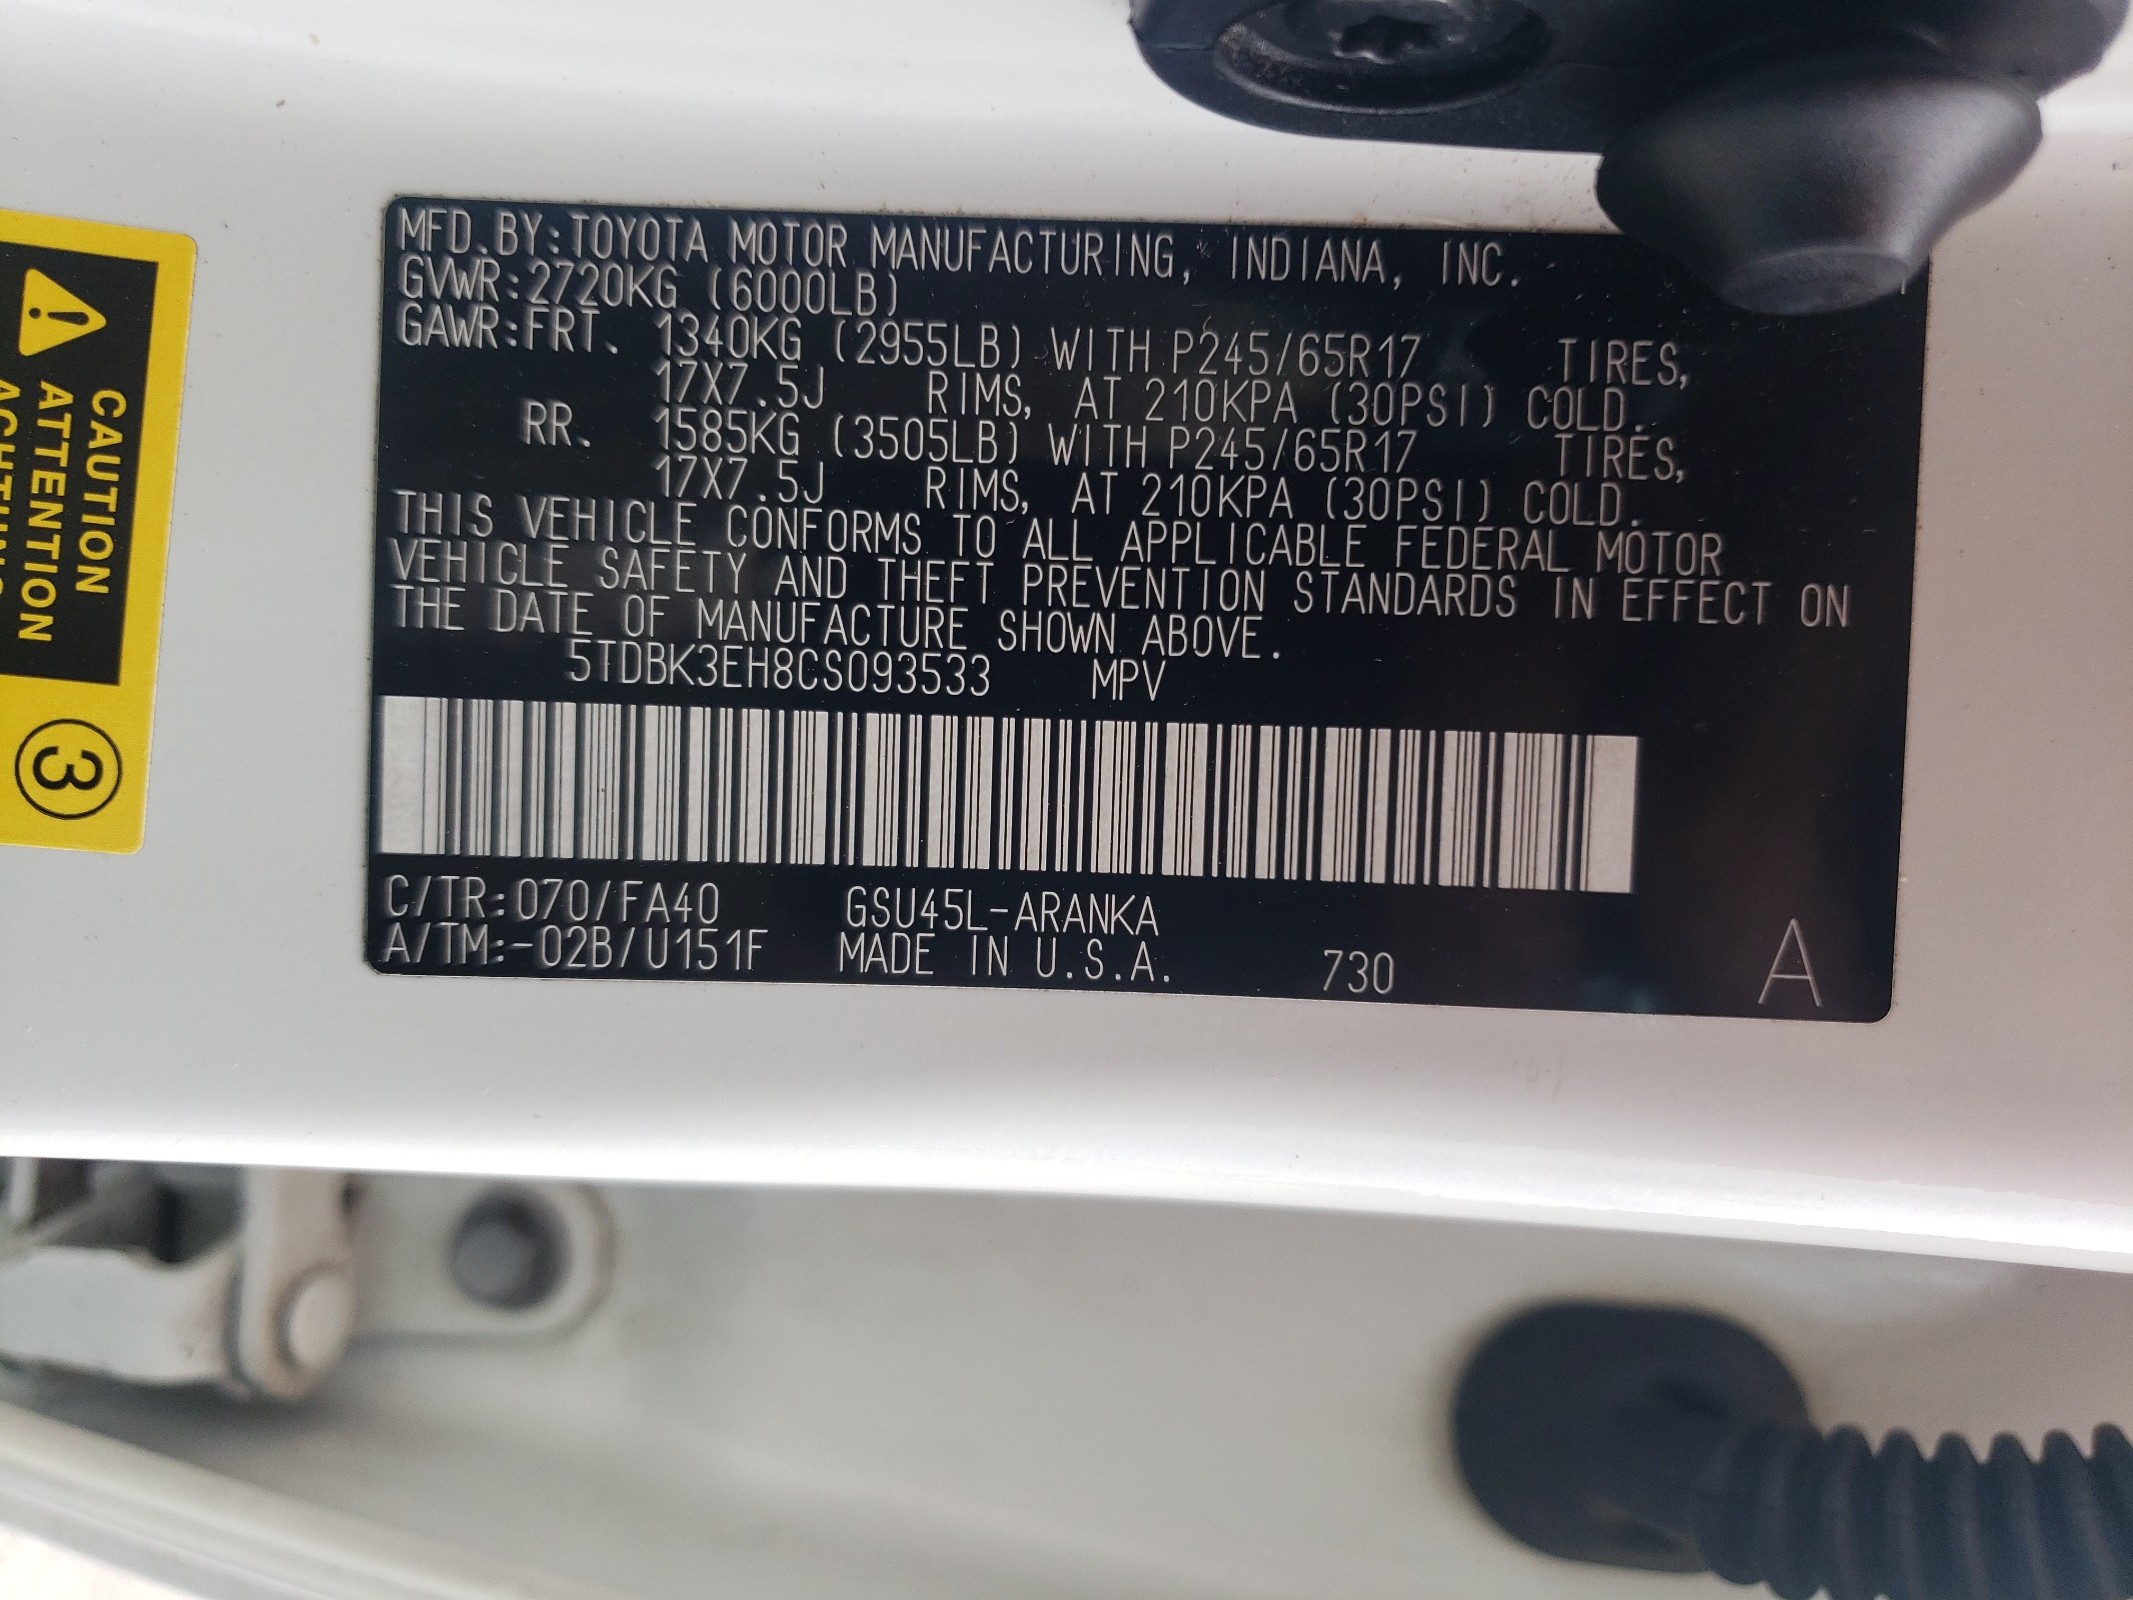 MFD.BY:TOYOTA MOTOR MANUFACTURING, INDIANA, INC.
GVWR:2720KG (6000LB)
GAWR:FRT. 1340KG (2955LB) WITH P245/65R17 TIRES,
17X7.5J RIMS, AT 210KPA (30PSI) COLD.
RR. 1585KG (3505LB) WITH P245/65R17 TIRES,
17X7.5J RIMS, AT 210KPA (30PSI) COLD.
THIS VEHICLE CONFORMS TO ALL APPLICABLE FEDERAL MOTOR
VEHICLE SAFETY AND THEFT PREVENTION STANDARDS IN EFFECT ON
THE DATE OF MANUFACTURE SHOWN ABOVE.
5TDBK3EH8CS093533 MPV
C/TR:070/FA40 GSU45L-ARANKA
A/TM:-02B/U151F MADE IN U.S.A. 730 A
CAUTION
ATTENTION
3